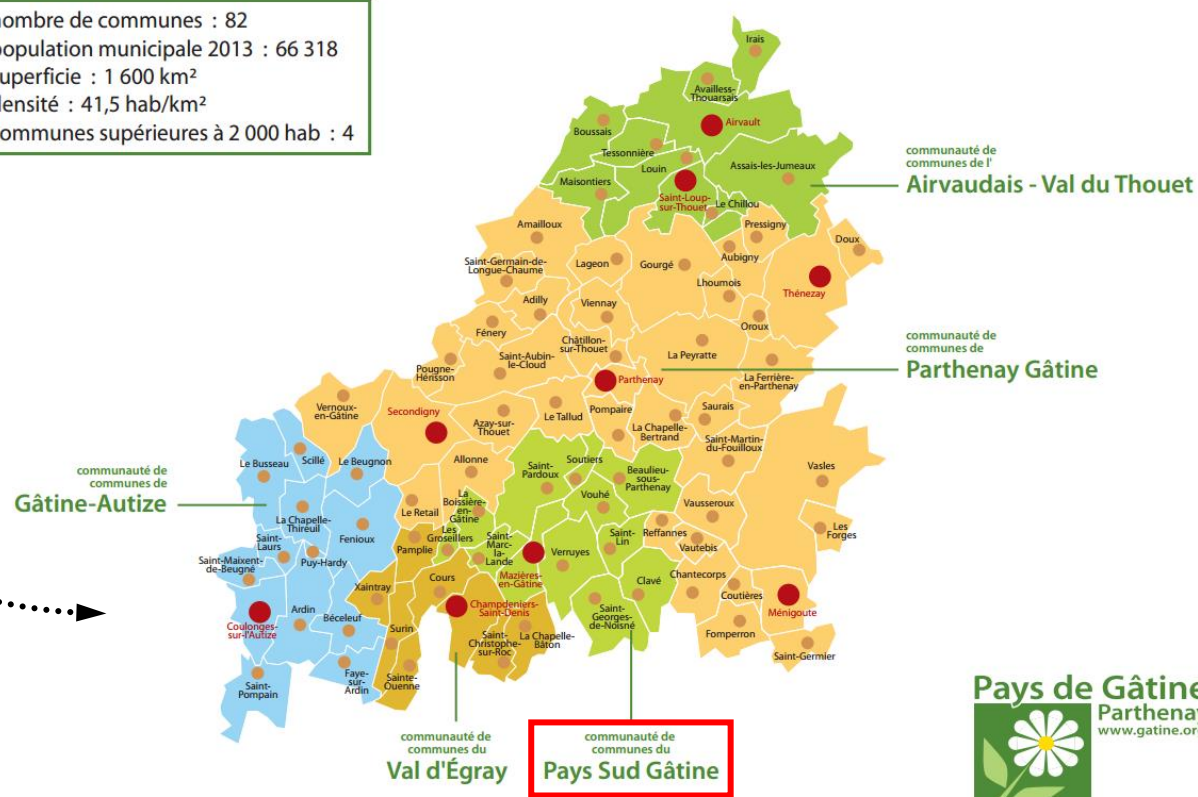 nombre de communes : 82
population municipale 2013 : 66 318
superficie : 1 600 km²
densité : 41,5 hab/km²
communes supérieures à 2 000 hab : 4
Irais
Availless-
Thouarsais
Airvault
Boussais
Tessonnière
Louin
Assais-les-Jumeaux
Maisontiers
Saint-Loup-
sur-Thouet
Le Chillou
communauté de
communes de l'
Airvaudais - Val du Thouet
Amailloux
Pressigny
Doux
Saint-Germain-de-
Longue-Chaume
Lageon
Gourgé
Aubigny
Lhoumois
Thénezay
Adilly
Viennay
Oroux
Fénery
Châtillon-
sur-Thouet
Saint-Aubin-
le-Cloud
La Peyratte
Pougne-
Hérisson
Parthenay
La Ferrière-
en-Parthenay
communauté de
communes de
Parthenay Gâtine
Vernoux-
en-Gâtine
Secondigny
Azay-sur-
Thouet
Le Tallud
Pompaire
Saurais
La Chapelle-
Bertrand
Saint-Martin-
du-Fouilloux
Le Busseau
Scillé
Le Beugnon
Allonne
Saint-
Pardoux
Soutiers
Beaulieu-
sous-
Parthenay
Vasles
communauté de
communes de
Gâtine-Autize
La
Boissière-
en-
Gâtine
Vouhé
Vausseroux
La Chapelle-
Thireuil
Le Retail
Les
Groseillers
Saint-
Marc-
la-
Lande
Saint-
Lin
Reffannes
Les
Forges
Saint-
Laurs
Fenioux
Pamplie
Verruyes
Vautebis
Saint-Maixent-
de-Beugné
Puy-Hardy
Xaintray
Cours
Mazières-
en-Gâtine
Clavé
Chantecorps
Coutières
Ménigoute
Coulonges-
sur-l'Autize
Ardin
Béceleuf
Surin
Champdeniers-
Saint-Denis
Saint-
Georges-
de-Noisné
Fomperron
Saint-
Christophe-
sur-Roc
La Chapelle-
Bâton
Saint-Germier
Saint-
Pompain
Faye-
sur-
Ardin
Sainte-
Ouenne
communauté de
communes du
Val d'Égray
communauté de
communes du
Pays Sud Gâtine
Pays de Gâtine
Parthenay
www.gatine.or